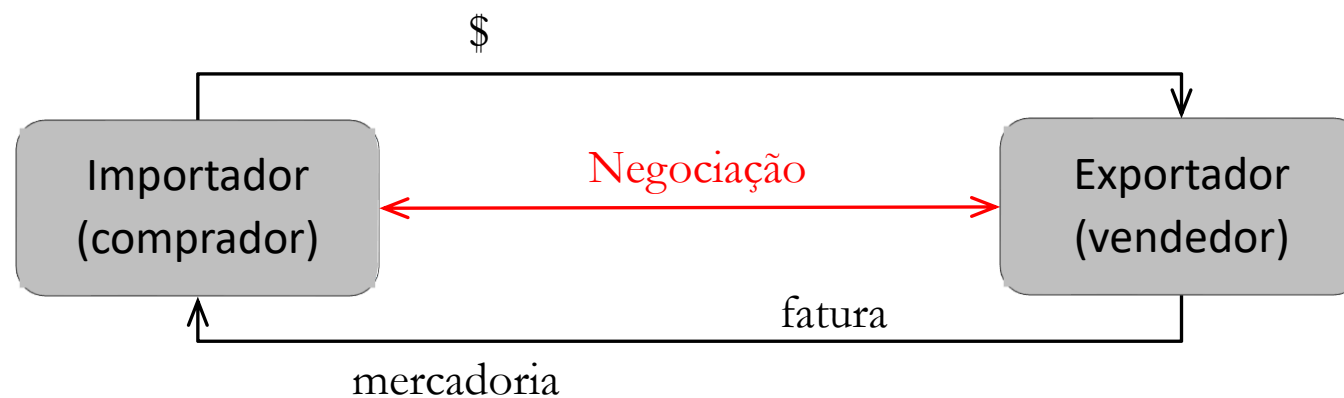 $
Importador
(comprador)
Negociação
Exportador
(vendedor)
fatura
mercadoria